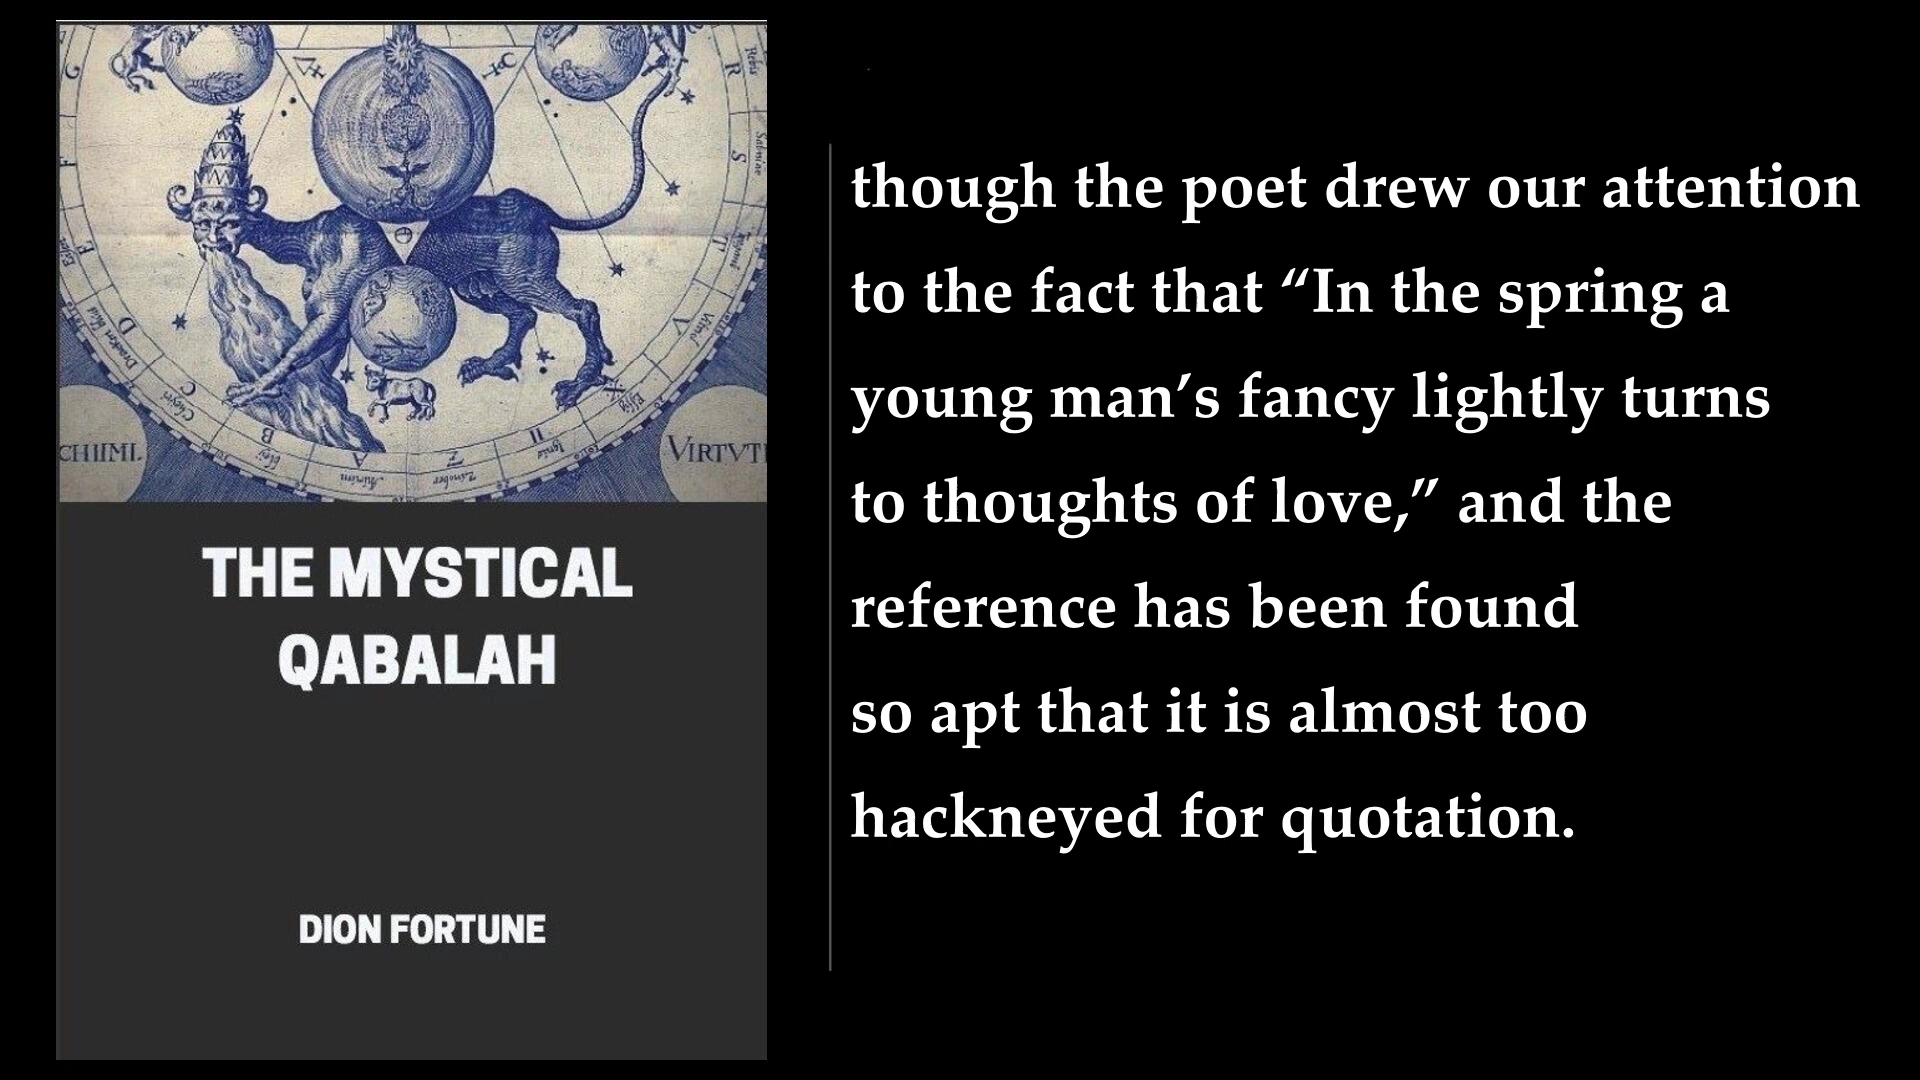 CHIIMI.
VIRTVTI
THE MYSTICAL
QABALAH
DION FORTUNE
though the poet drew our attention
to the fact that “In the spring a
young man’s fancy lightly turns
to thoughts of love,” and the
reference has been found
so apt that it is almost too
hackneyed for quotation.